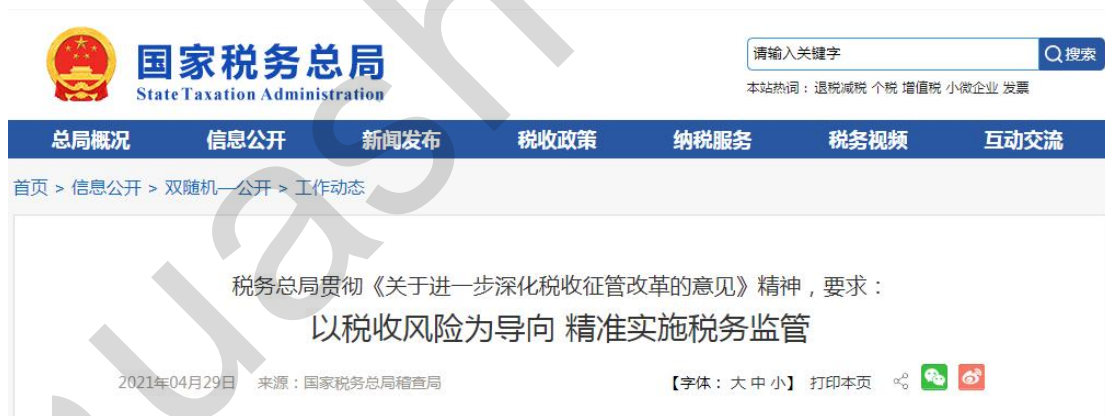 国家税务总局
State Taxation Administration
请输入关键字
搜索
本站热词：退税减税 个税 增值税 小微企业 发票
总局概况 信息公开 新闻发布 税收政策 纳税服务 税务视频 互动交流
首页 > 信息公开 > 双随机一公开 > 工作动态
税务总局贯彻《关于进一步深化税收征管改革的意见》精神，要求：
以税收风险为导向 精准实施税务监管
2021年04月29日 来源：国家税务总局稽查局
【字体：大 中 小】 打印本页